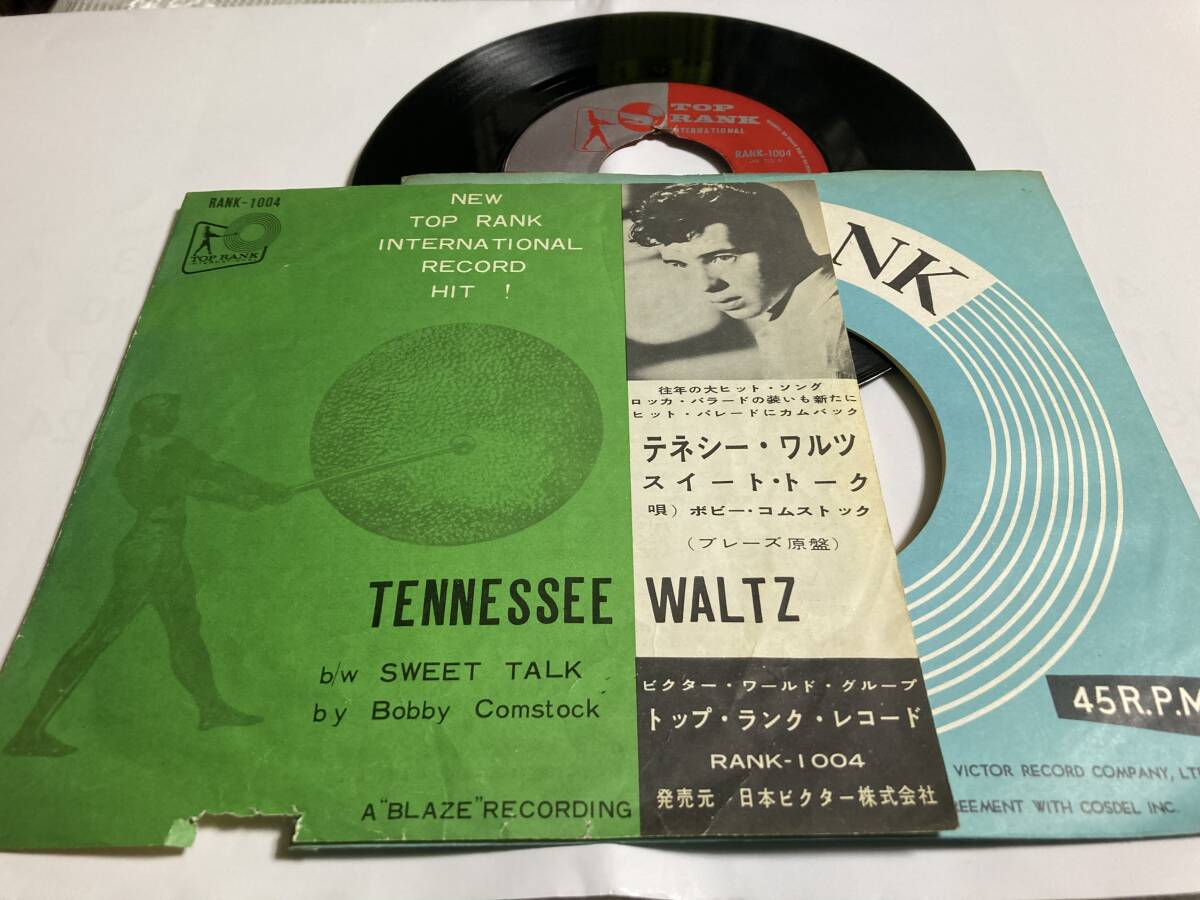 TOP
RANK
INTERNATIONAL
RANK-1004
RANK-1004
TOP RANK
INTERNATIONAL
NEW
TOP RANK
INTERNATIONAL
RECORD
HIT !
NK
往年の大ヒット・ソング
ロッカ・バラードの装いも新たに
ヒット・パレードにカムバック
テネシー・ワルツ
スイート・トーク
唄）ボビー・コムストック
（ブレーズ原盤）
TENNESSEE WALTZ
b/w SWEET TALK
by Bobby Comstock
A "BLAZE" RECORDING
ビクター・ワールド・グループ
トップ・ランク・レコード
RANK-1004
発売元 日本ビクター株式会社
45 R.P.M
VICTOR RECORD COMPANY, LT
REEMENT WITH COSDEL INC.